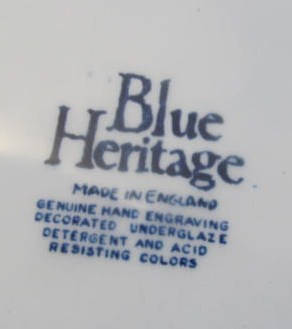 Blue
Heritage
MADE IN ENGLAND
GENUINE HAND ENGRAVING
DECORATED UNDERGLAZE
DETERGENT AND ACID
RESISTING COLORS